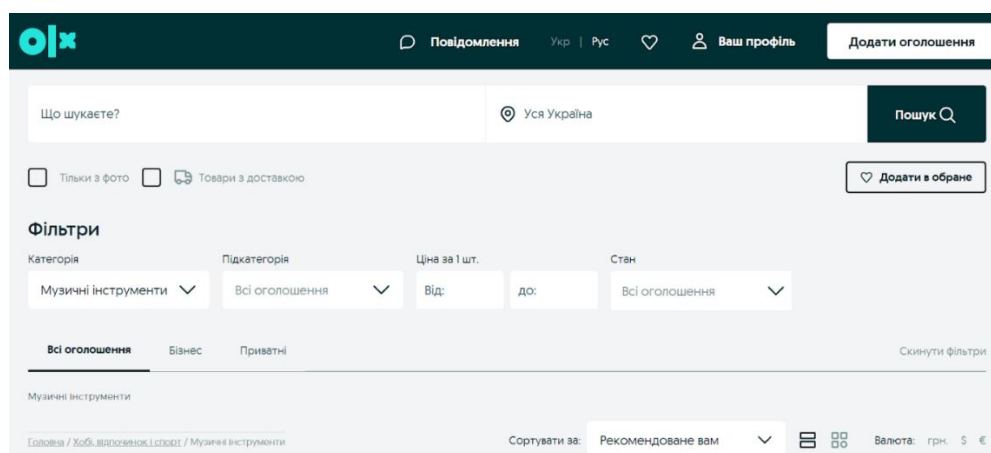 olx
Повідомлення Укр | Рус Ваш профіль Додати оголошення
Що шукаєте? Уся Україна Пошук
Тільки з фото Товари з доставкою Додати в обране
Фільтри
Категорія Підкатегорія Ціна за 1 шт. Стан
Музичні інструменти Всі оголошення Від: до: Всі оголошення
Всі оголошення Бізнес Приватні Скинути фільтри
Музичні інструменти
Головна / Хобі, відпочинок і спорт / Музичні інструменти
Сортувати за: Рекомендоване вам Валюта: грн. $ €